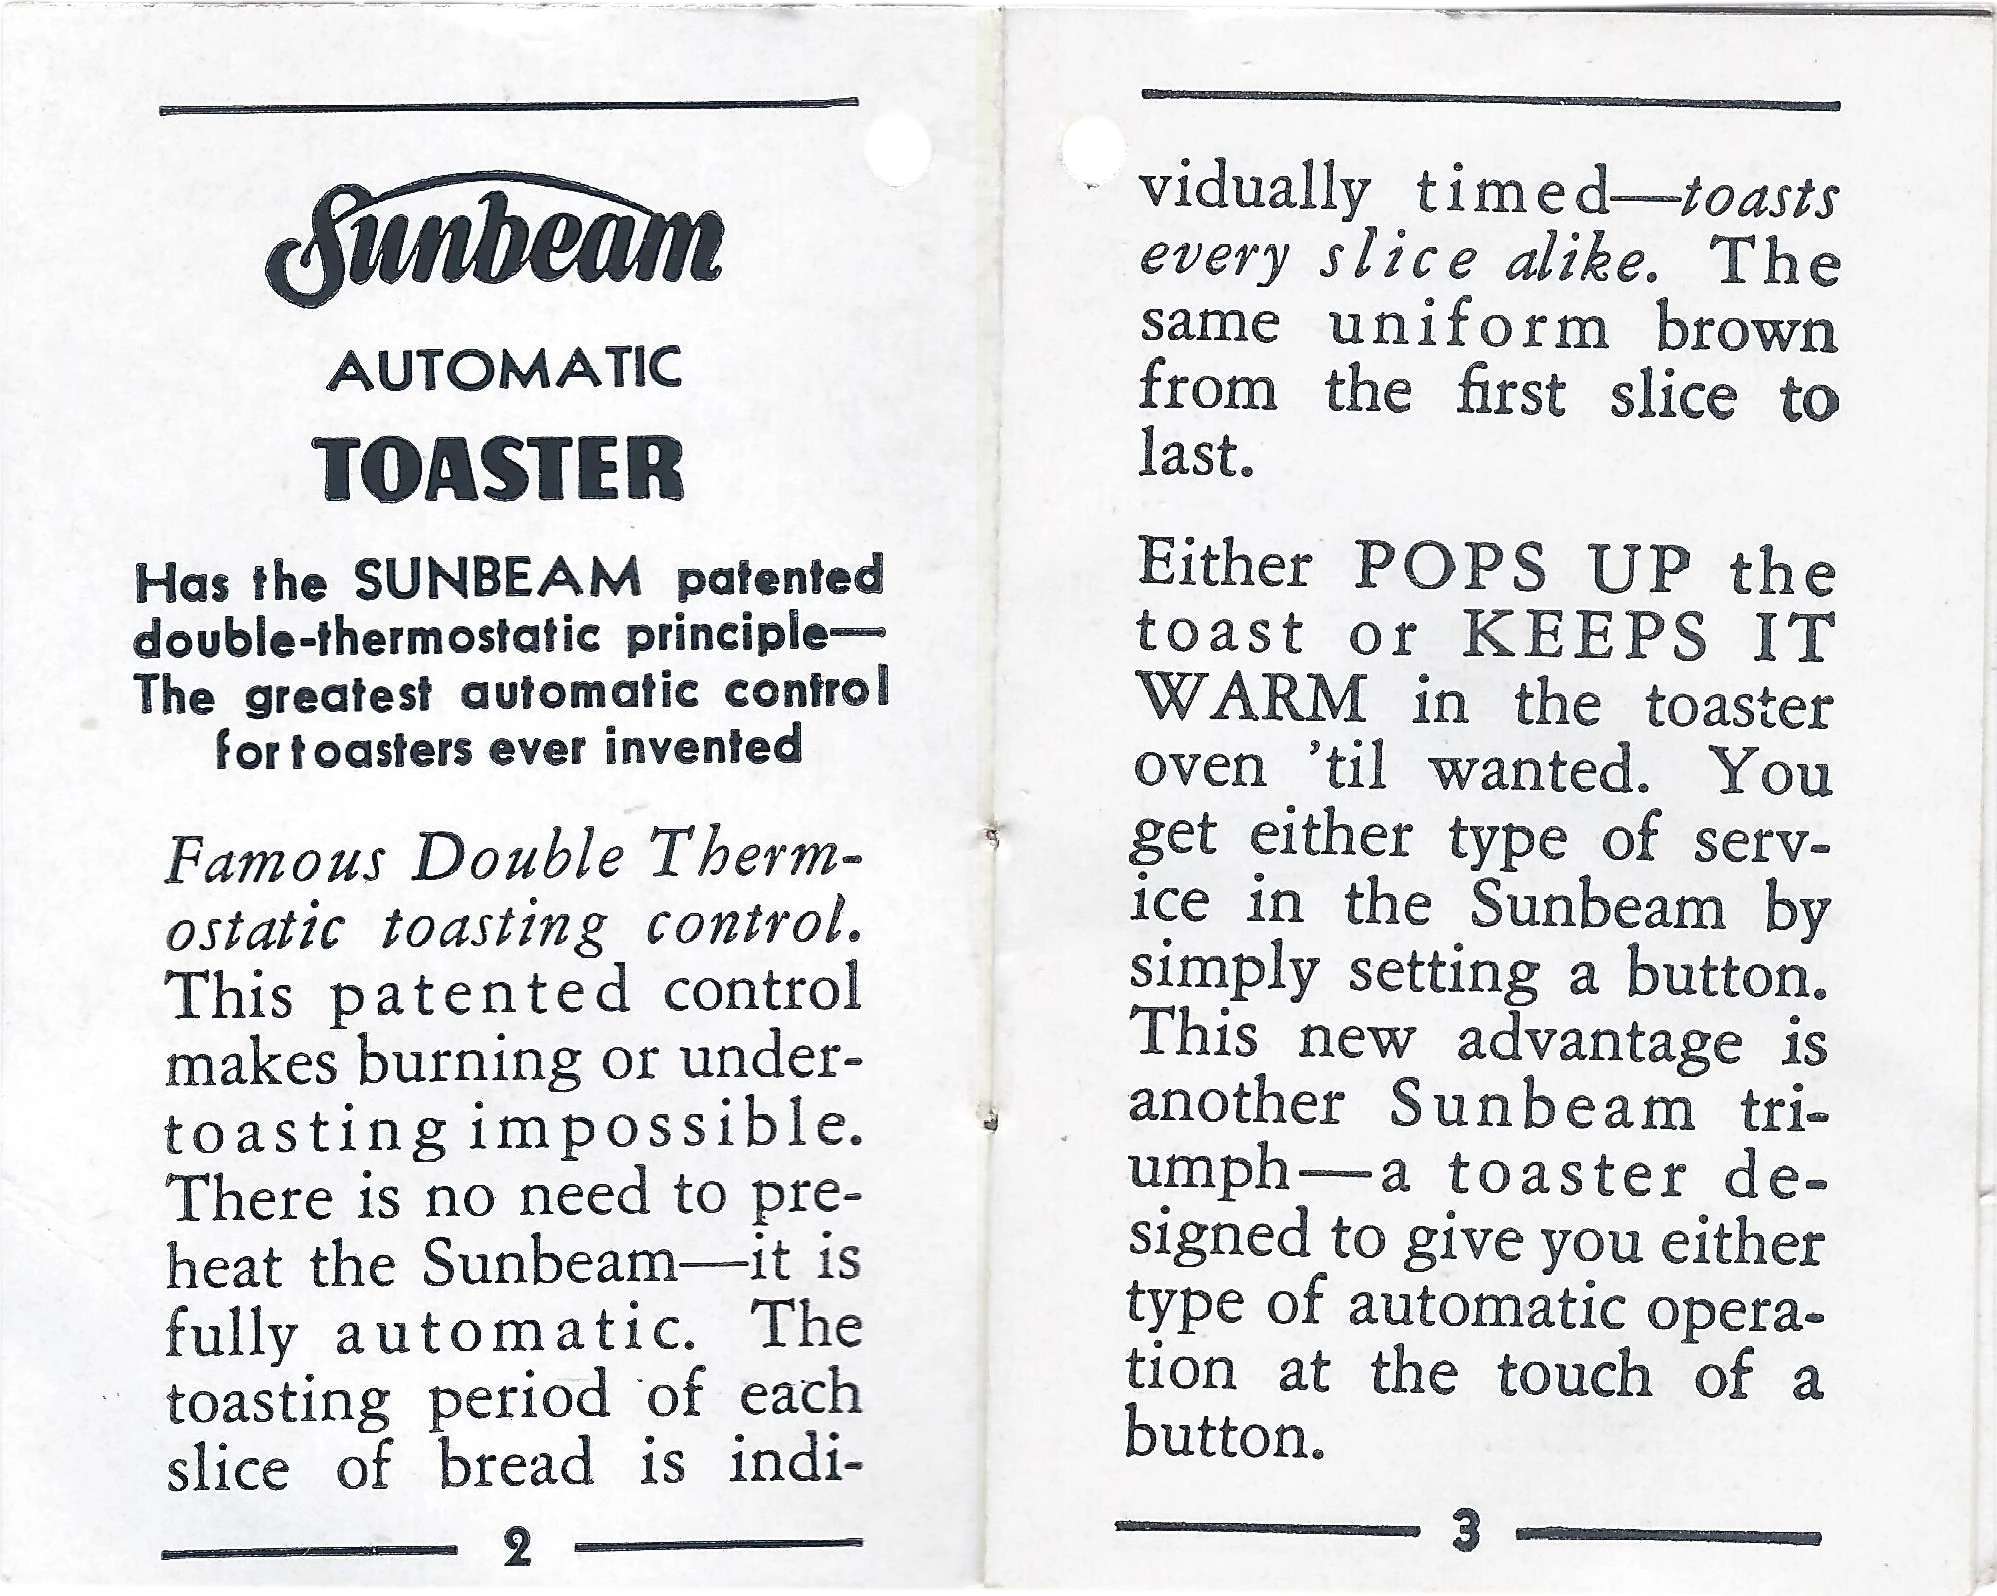 Sunbeam
AUTOMATIC
TOASTER
Has the SUNBEAM patented
double-thermostatic principle—
The greatest automatic control
for toasters ever invented
Famous Double Therm-
ostatic toasting control.
This patented control
makes burning or under-
toasting impossible.
There is no need to pre-
heat the Sunbeam—it is
fully automatic. The
toasting period of each
slice of bread is indi-
2
vidually timed—toasts
every slice alike. The
same uniform brown
from the first slice to
last.
Either POPS UP the
toast or KEEPS IT
WARM in the toaster
oven 'til wanted. You
get either type of serv-
ice in the Sunbeam by
simply setting a button.
This new advantage is
another Sunbeam tri-
umph—a toaster de-
signed to give you either
type of automatic opera-
tion at the touch of a
button.
3